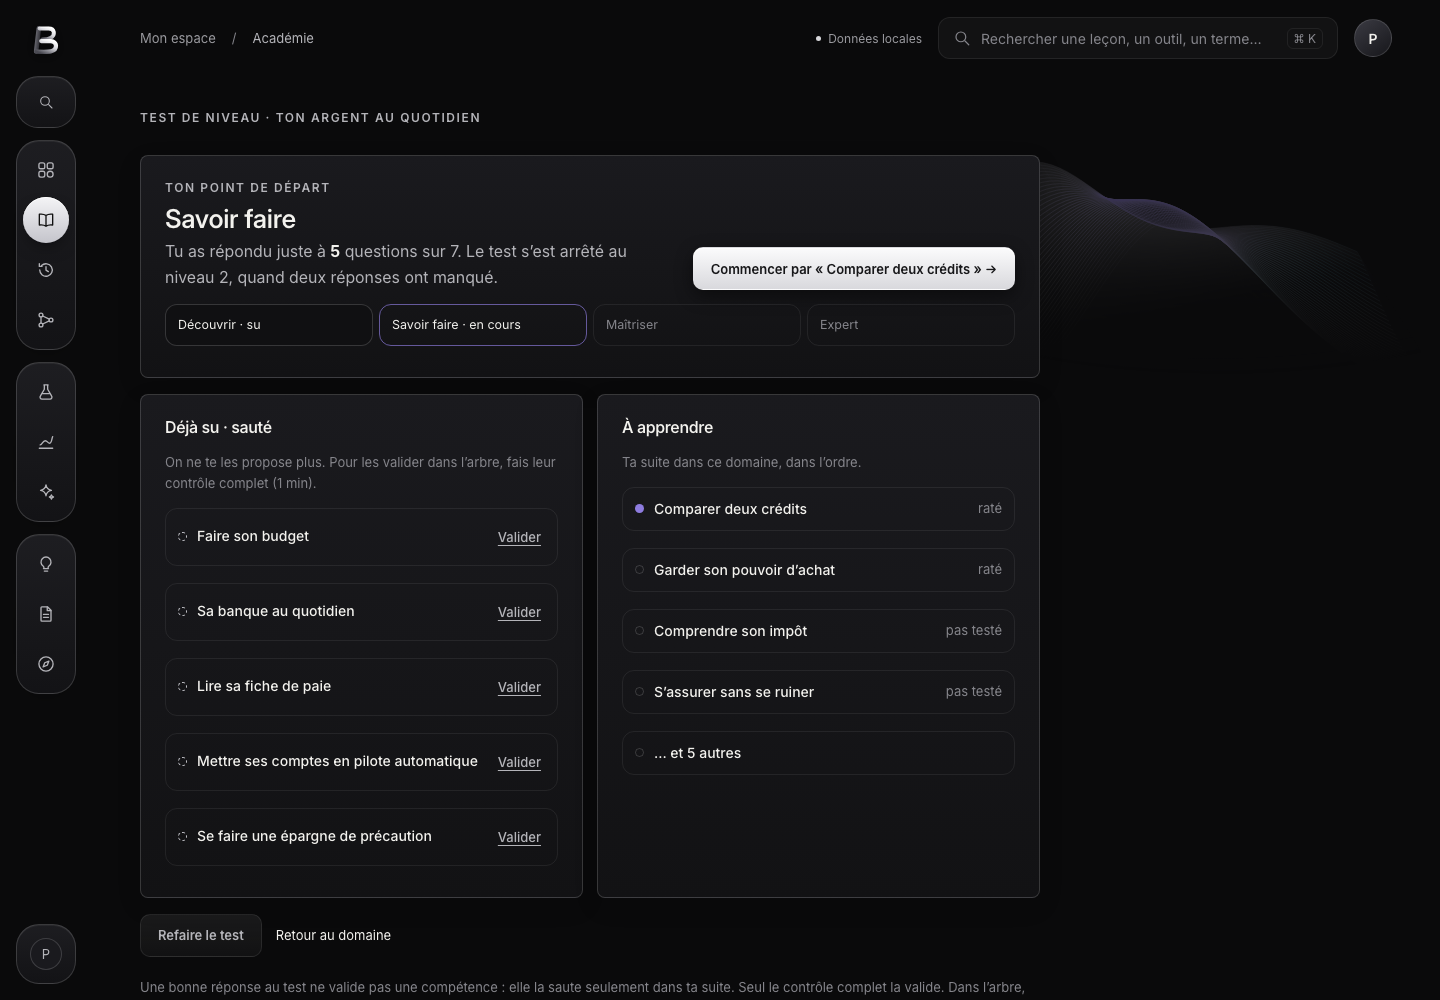 B
Mon espace / Académie
Données locales
Rechercher une leçon, un outil, un terme…
⌘ K
P
TEST DE NIVEAU · TON ARGENT AU QUOTIDIEN
TON POINT DE DÉPART
Savoir faire
Tu as répondu juste à 5 questions sur 7. Le test s’est arrêté au
niveau 2, quand deux réponses ont manqué.
Commencer par « Comparer deux crédits » →
Découvrir · su
Savoir faire · en cours
Maîtriser
Expert
Déjà su · sauté
On ne te les propose plus. Pour les valider dans l’arbre, fais leur
contrôle complet (1 min).
Faire son budget Valider
Sa banque au quotidien Valider
Lire sa fiche de paie Valider
Mettre ses comptes en pilote automatique Valider
Se faire une épargne de précaution Valider
À apprendre
Ta suite dans ce domaine, dans l’ordre.
Comparer deux crédits raté
Garder son pouvoir d’achat raté
Comprendre son impôt pas testé
S’assurer sans se ruiner pas testé
… et 5 autres
P
Refaire le test
Retour au domaine
Une bonne réponse au test ne valide pas une compétence : elle la saute seulement dans ta suite. Seul le contrôle complet la valide. Dans l’arbre,